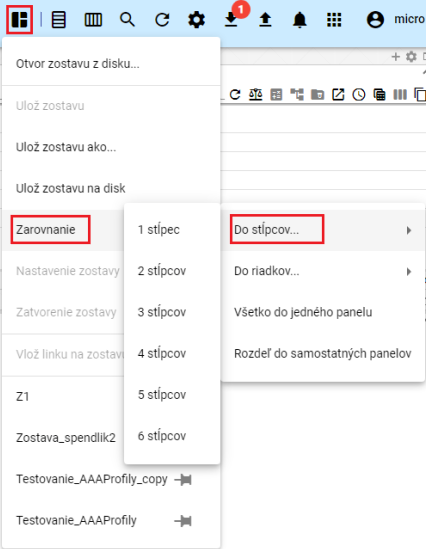 1
micro
Otvor zostavu z disku...
Ulož zostavu
Ulož zostavu ako...
Ulož zostavu na disk
Zarovnanie
1 stĺpec
Do stĺpcov...
Nastavenie zostavy
2 stĺpcov
Do riadkov...
Zatvorenie zostavy
3 stĺpcov
Všetko do jedného panelu
Vlož linku na zostavu
4 stĺpcov
Rozdeľ do samostatných panelov
Z1
5 stĺpcov
Zostava_spendlik2
6 stĺpcov
Testovanie_AAAProfily_copy
Testovanie_AAAProfily